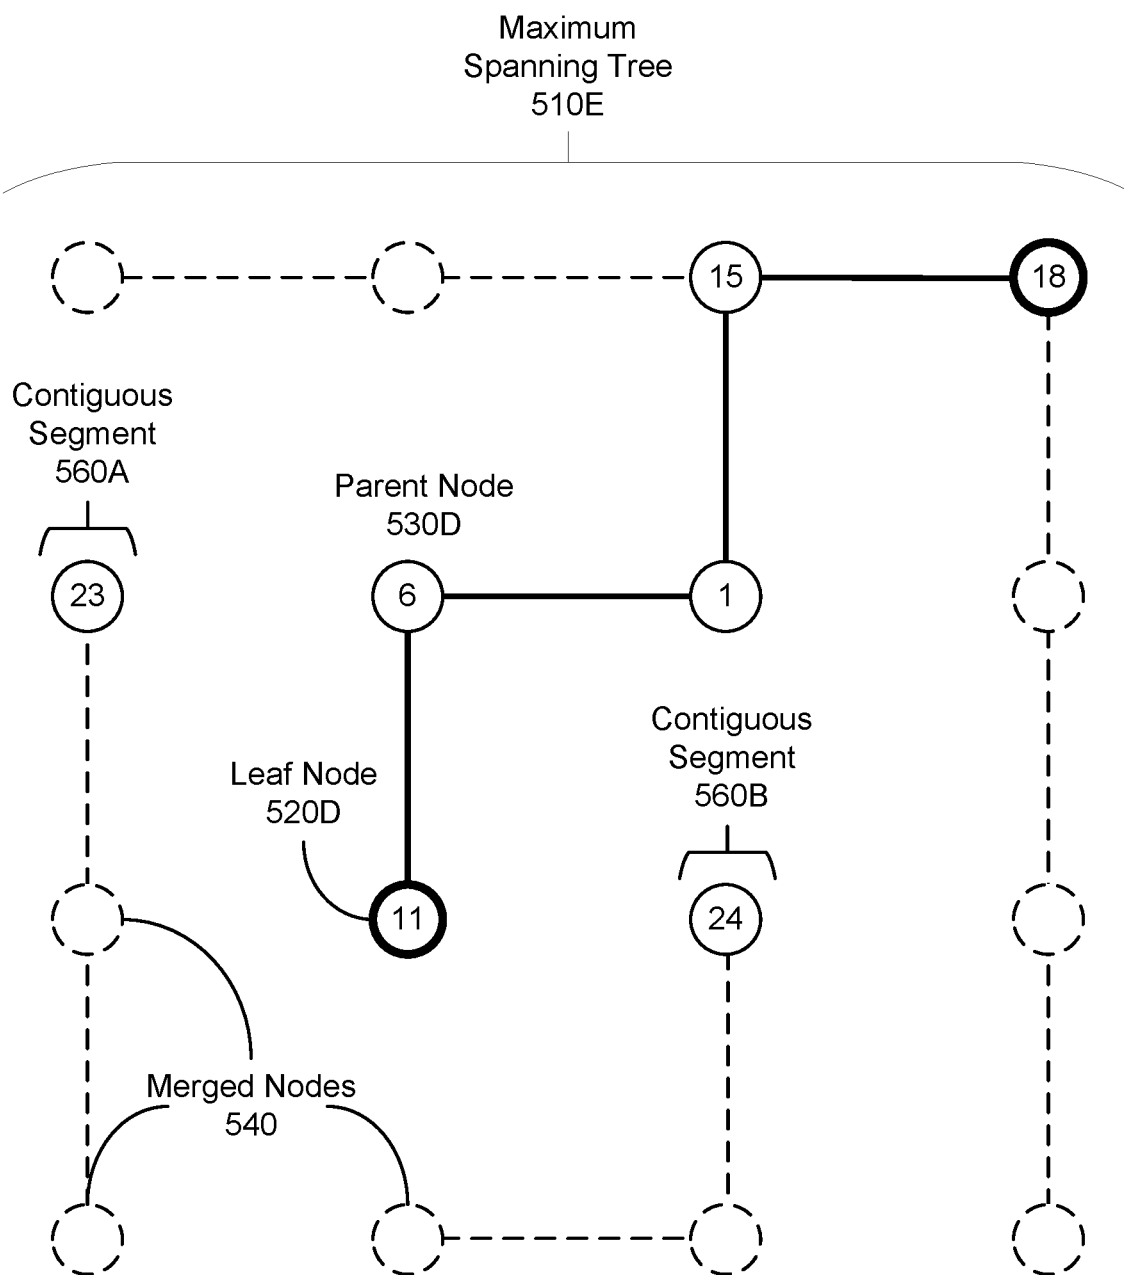 Maximum
Spanning Tree
510E
15
18
Contiguous
Segment
560A
Parent Node
530D
23
6
1
Contiguous
Segment
560B
Leaf Node
520D
11
24
Merged Nodes
540